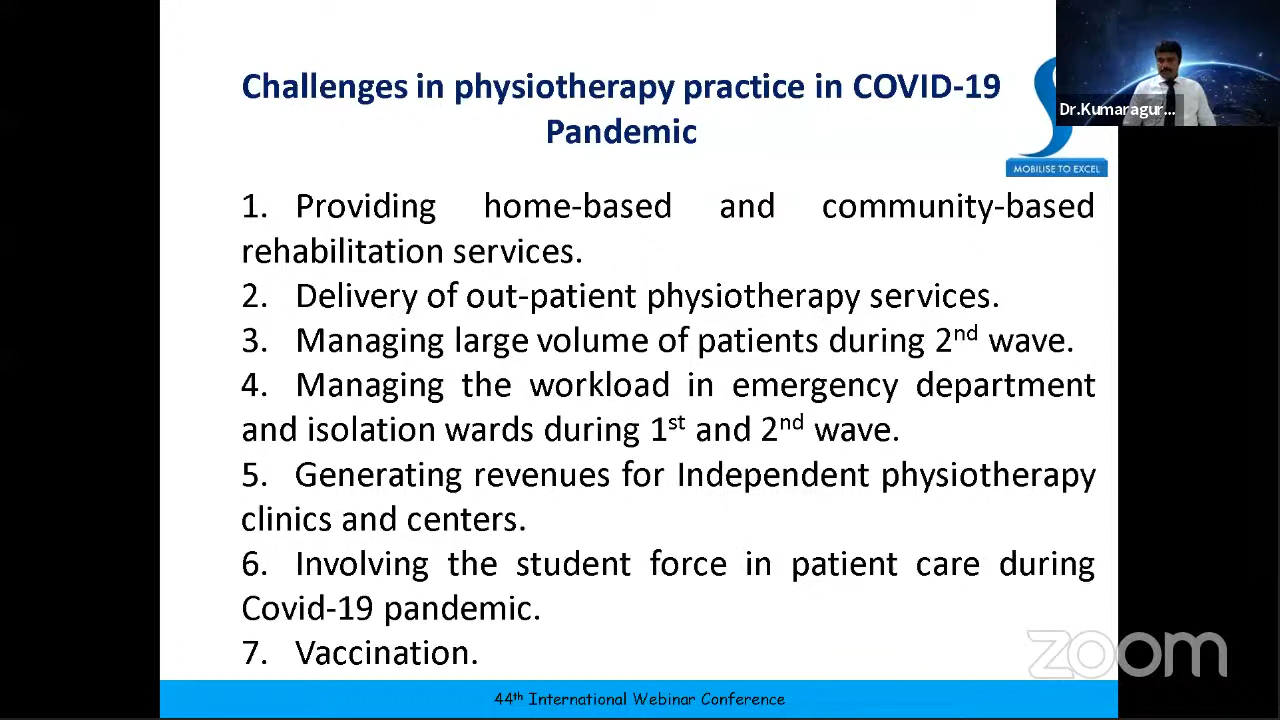 Challenges in physiotherapy practice in COVID-19
Pandemic
Dr.Kumaragur...
MOBILISE TO EXCEL
1. Providing home-based and community-based
rehabilitation services.
2. Delivery of out-patient physiotherapy services.
3. Managing large volume of patients during 2nd wave.
4. Managing the workload in emergency department
and isolation wards during 1st and 2nd wave.
5. Generating revenues for Independent physiotherapy
clinics and centers.
6. Involving the student force in patient care during
Covid-19 pandemic.
7. Vaccination.
zoom
44th International Webinar Conference